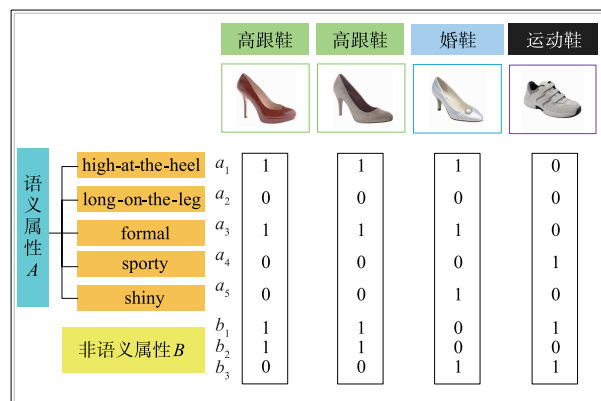 高跟鞋 高跟鞋 婚鞋 运动鞋
语义属性A
high-at-the-heel a₁ 1 1 1 0
long-on-the-leg a₂ 0 0 0 0
formal a₃ 1 1 1 0
sporty a₄ 0 0 0 1
shiny a₅ 0 0 1 0
非语义属性B
b₁ 1 1 0 1
b₂ 1 1 0 0
b₃ 0 0 1 1